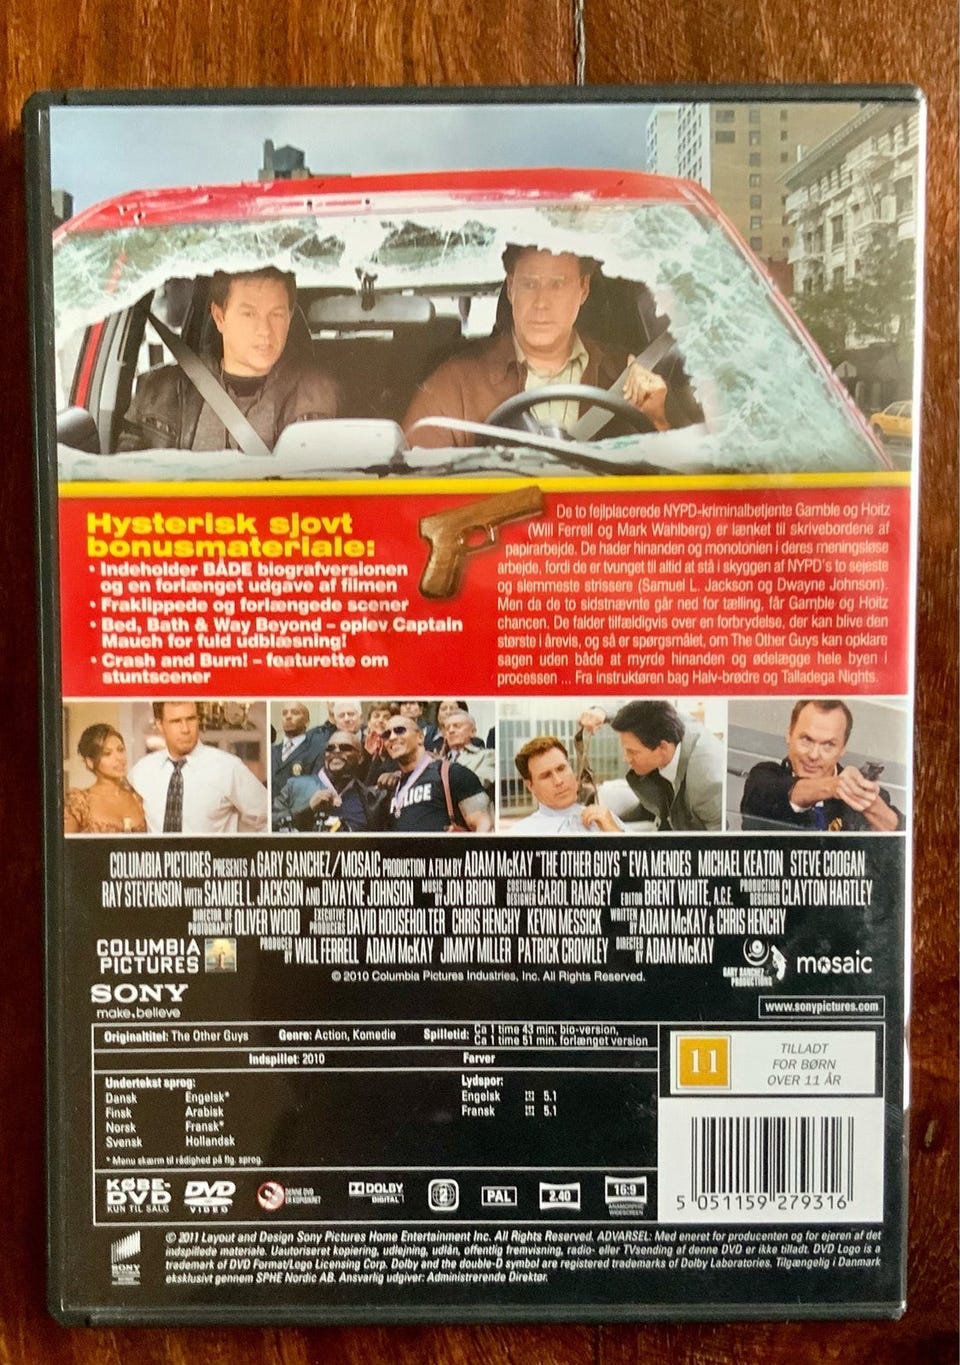 Hysterisk sjovt
bonusmateriale:
• Indeholder BÅDE biografversionen
og en forlænget udgave af filmen
• Fraklippede og forlængede scener
• Bed, Bath & Way Beyond – oplev Captain
Mauch for fuld udblæsning!
• Crash and Burn! – featurette om
stuntscener
De to fejlplacerede NYPD-kriminalbetjente Gamble og Hoitz
(Will Ferrell og Mark Wahlberg) er lænket til skrivebordene af
papirarbejde. De hader hinanden og monotonien i deres meningsløse
arbejde, fordi de er tvunget til altid at stå i skyggen af NYPD's to sejeste
og slemmeste strissere (Samuel L. Jackson og Dwayne Johnson).
Men da de to sidstnævnte går ned for tælling, får Gamble og Hoitz
chancen. De falder tilfældigvis over en forbrydelse, der kan blive den
største i årevis, og så er spørgsmålet, om The Other Guys kan opklare
sagen uden både at myrde hinanden og ødelægge hele byen i
processen ... Fra instruktøren bag Halv-brødre og Talladega Nights.
POLICE
COLUMBIA PICTURES PRESENTS A GARY SANCHEZ/MOSAIC PRODUCTION A FILM BY ADAM McKAY "THE OTHER GUYS" EVA MENDES MICHAEL KEATON STEVE COOGAN
RAY STEVENSON WITH SAMUEL L. JACKSON AND DWAYNE JOHNSON MUSIC BY JON BRION COSTUME DESIGNER CAROL RAMSEY EDITOR BRENT WHITE, A.C.E. PRODUCTION DESIGNER CLAYTON HARTLEY
DIRECTOR OF PHOTOGRAPHY OLIVER WOOD EXECUTIVE PRODUCERS DAVID HOUSEHOLTER CHRIS HENCHY KEVIN MESSICK WRITTEN BY ADAM McKAY & CHRIS HENCHY
PRODUCED BY WILL FERRELL ADAM McKAY JIMMY MILLER PATRICK CROWLEY DIRECTED BY ADAM McKAY
COLUMBIA
PICTURES
GARY SANCHEZ
PRODUCTIONS
mosaic
© 2010 Columbia Pictures Industries, Inc. All Rights Reserved.
SONY
make.believe
www.sonypictures.com
Originaltitel: The Other Guys Genre: Action, Komedie Spilletid: Ca 1 time 43 min. bio-version,
Ca 1 time 51 min. forlænget version
Indspillet: 2010 Farver
Undertekst sprog:
Dansk Engelsk*
Finsk Arabisk
Norsk Fransk*
Svensk Hollandsk
* Menu skærm til rådighed på flg. sprog.
Lydspor:
Engelsk 5.1
Fransk 5.1
11
TILLADT
FOR BØRN
OVER 11 ÅR
KØBE-
DVD
KUN TIL SALG
DVD
VIDEO
DENNE DVD
ER KOPISIKRET
DOLBY
DIGITAL
2
PAL
2.40
16:9
ANAMORPHIC
WIDESCREEN
5 051159 279316
SONY
© 2011 Layout and Design Sony Pictures Home Entertainment Inc. All Rights Reserved. ADVARSEL: Med eneret for producenten og for ejeren af det
indspillede materiale. Uautoriseret kopiering, udlejning, udlån, offentlig fremvisning, radio- eller TVsending af denne DVD er ikke tilladt. DVD Logo is a
trademark of DVD Format/Logo Licensing Corp. Dolby and the double-D symbol are registered trademarks of Dolby Laboratories. Tilgængelig i Danmark
eksklusivt gennem SPHE Nordic AB. Ansvarlig udgiver: Administrerende Direktør.